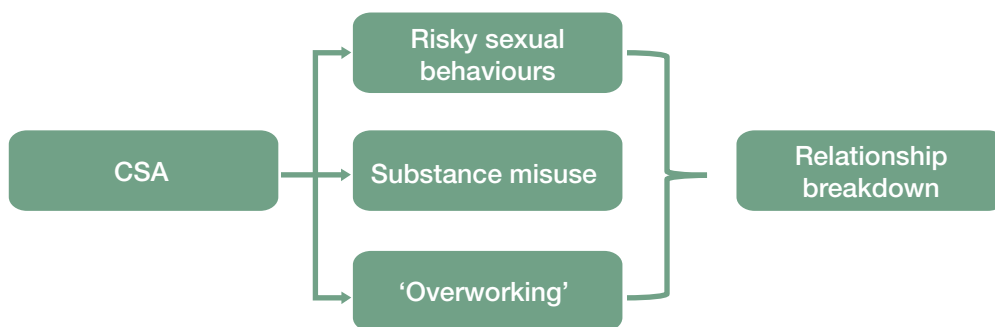 CSA
Risky sexual
behaviours
Substance misuse
‘Overworking’
Relationship
breakdown